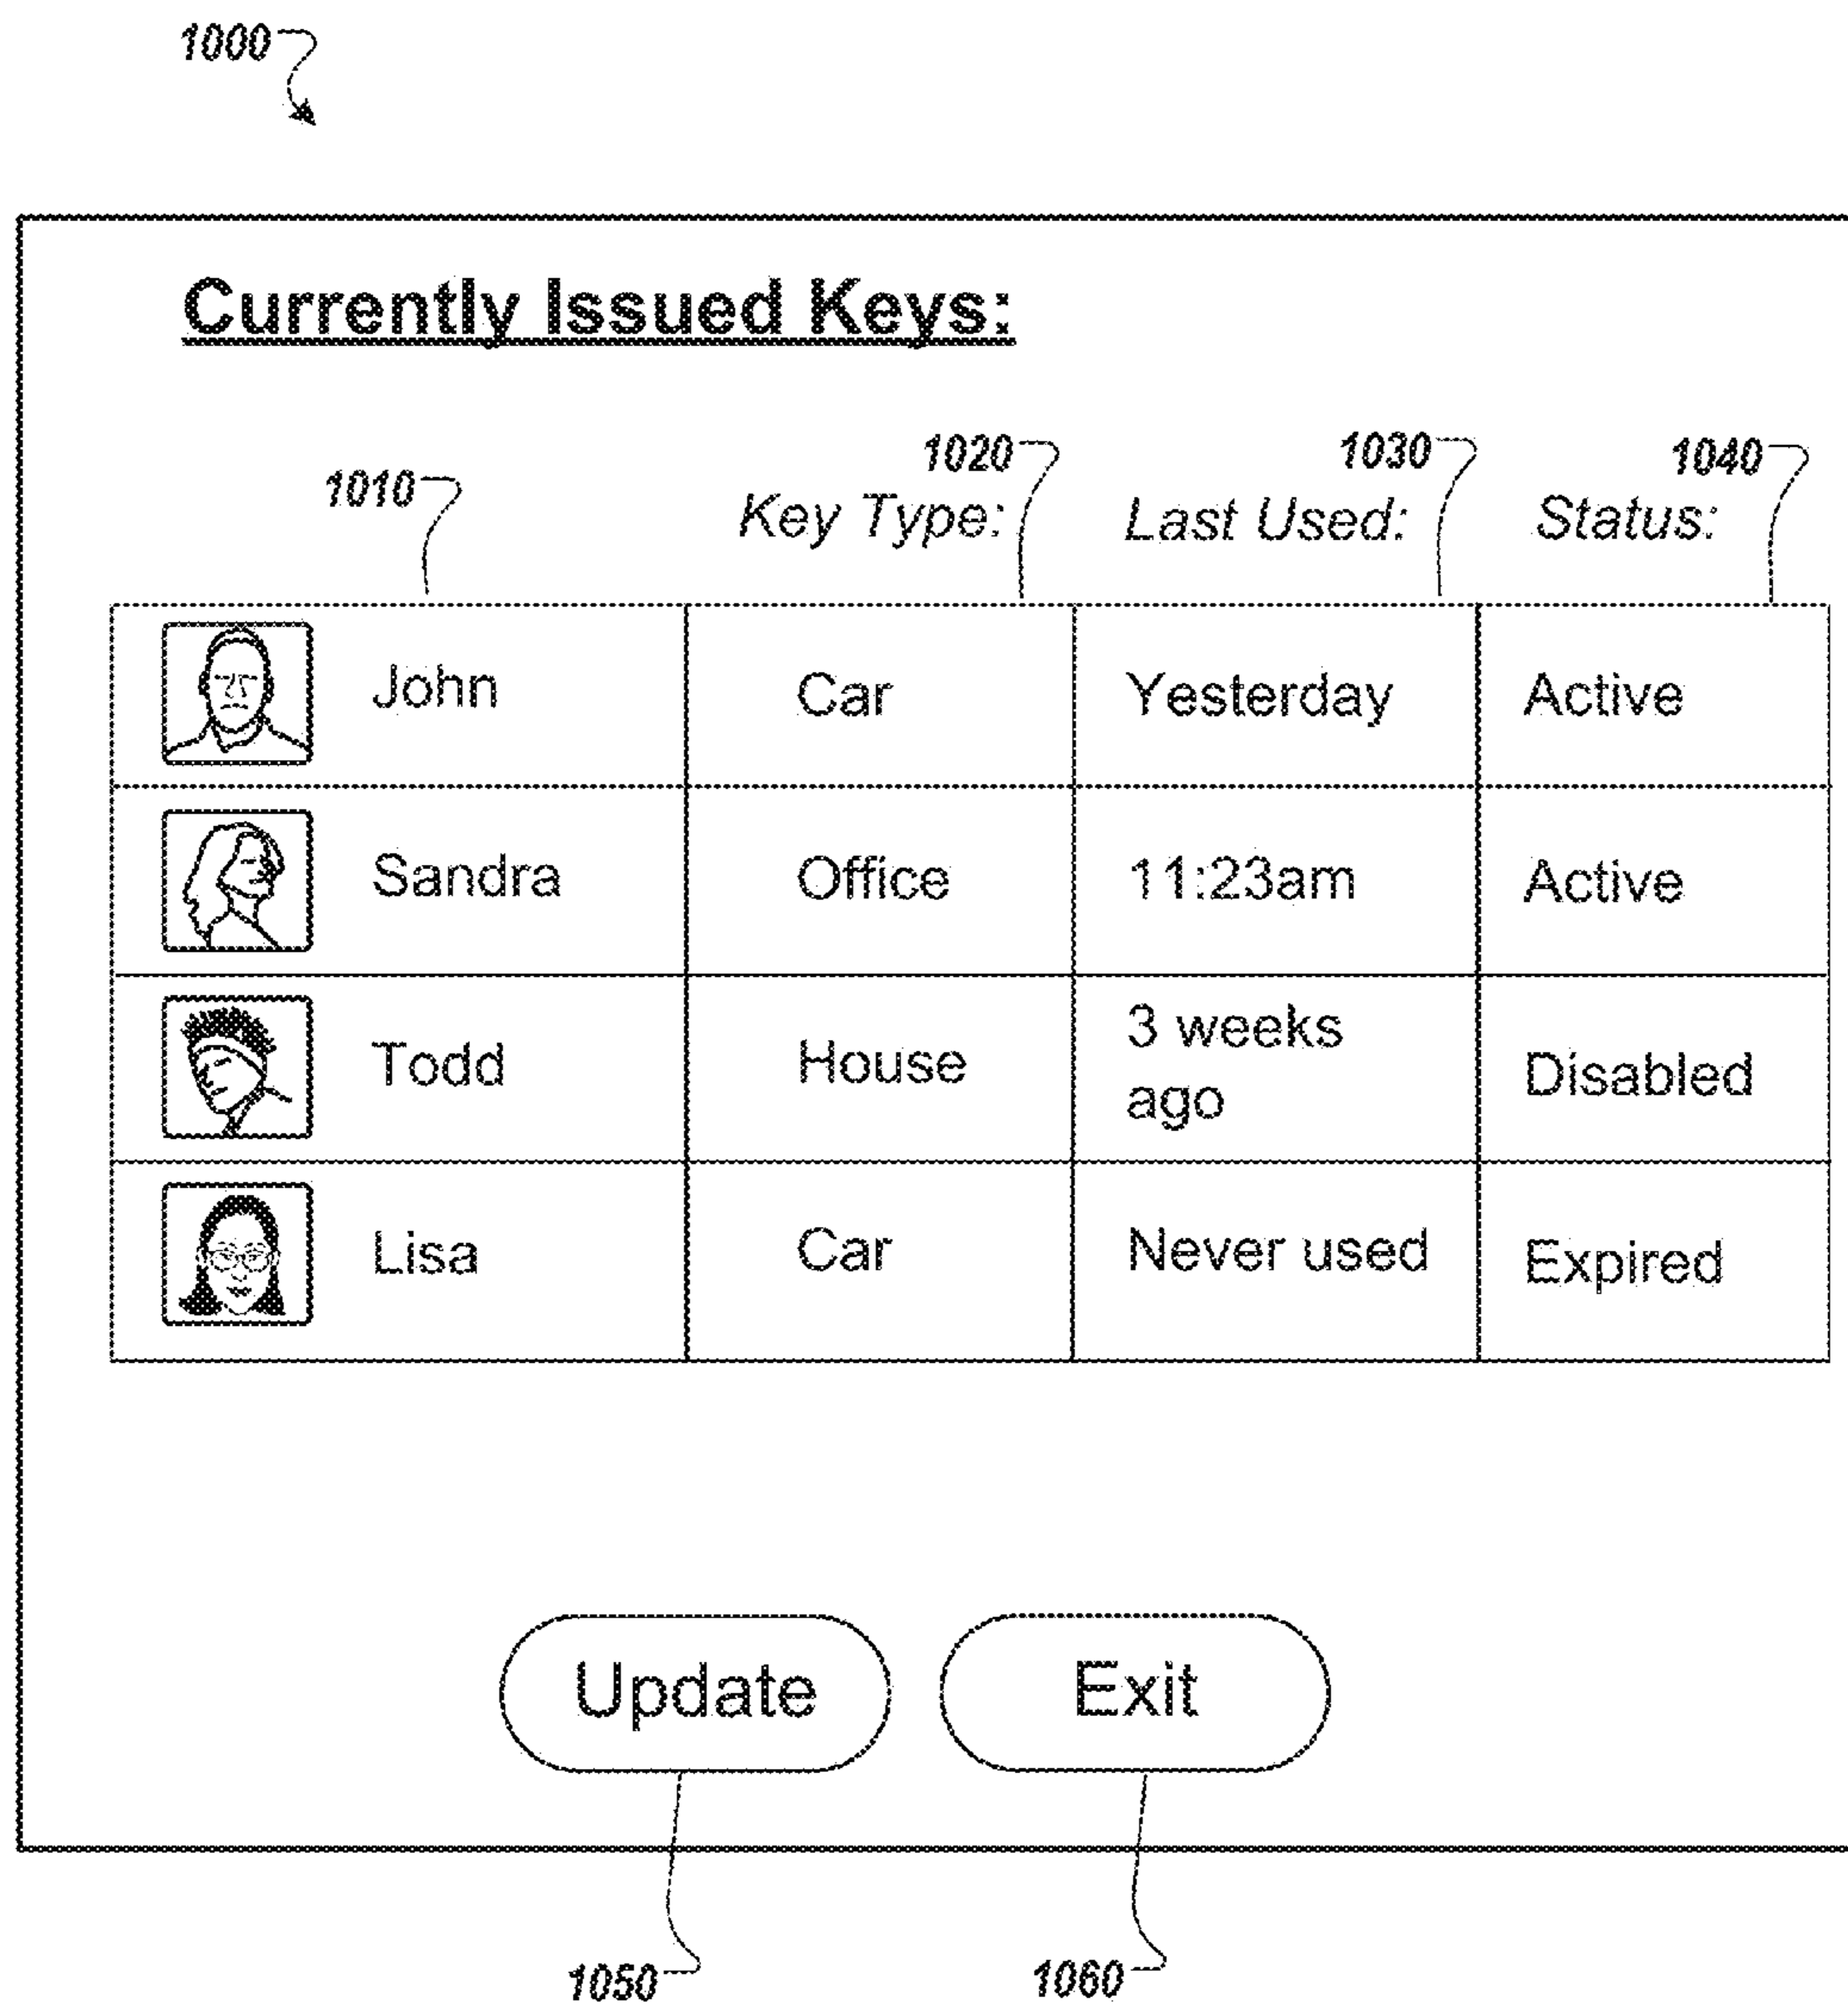 1000
Currently Issued Keys:
1010 1020 1030 1040
Key Type: Last Used: Status:
John Car Yesterday Active
Sandra Office 11:23am Active
Todd House 3 weeks ago Disabled
Lisa Car Never used Expired
Update Exit
1050 1060